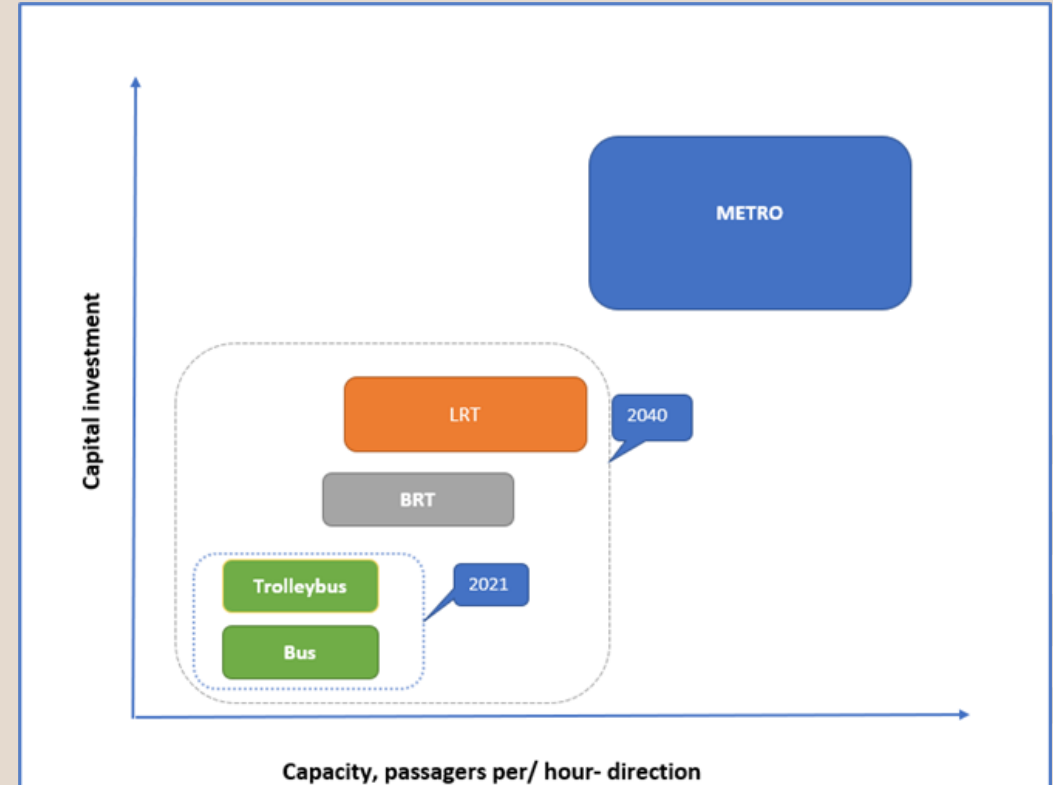 METRO
Capital investment
LRT
2040
BRT
Trolleybus
2021
Bus
Capacity, passagers per/ hour- direction